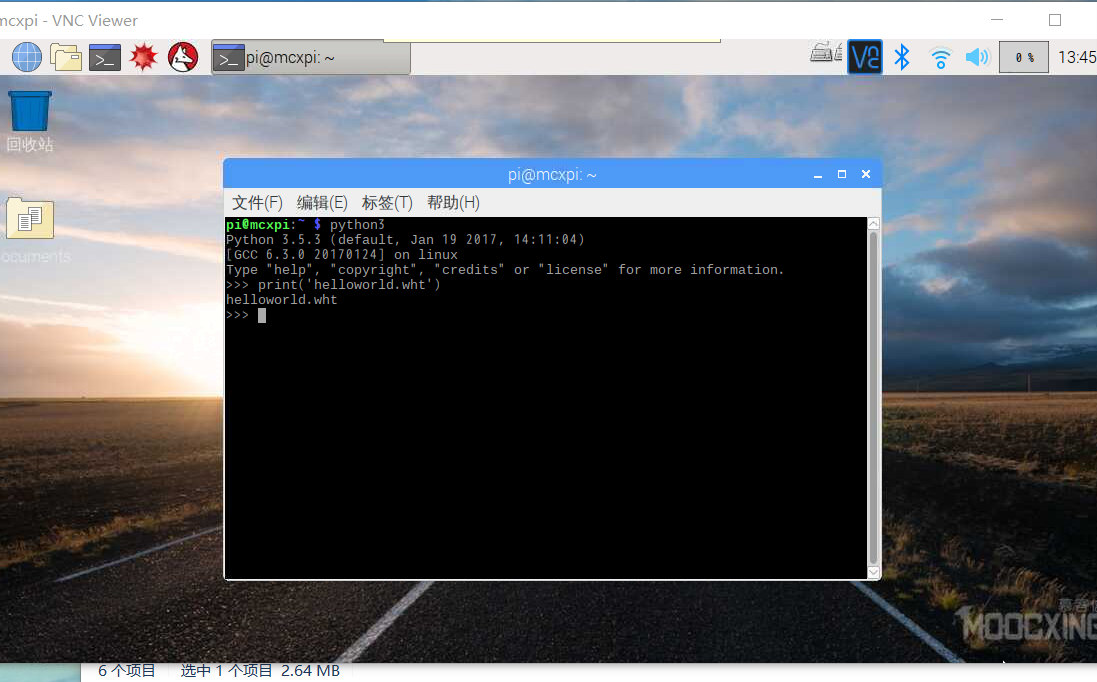 mcxpi - VNC Viewer
pi@mcxpi: ~
0 %
13:45
回收站
ocuments
pi@mcxpi: ~
文件(F) 编辑(E) 标签(T) 帮助(H)
pi@mcxpi:~ $ python3
Python 3.5.3 (default, Jan 19 2017, 14:11:04)
[GCC 6.3.0 20170124] on linux
Type "help", "copyright", "credits" or "license" for more information.
>>> print('helloworld.wht')
helloworld.wht
>>>
MOOCXING
6 个项目 选中 1 个项目 2.64 MB